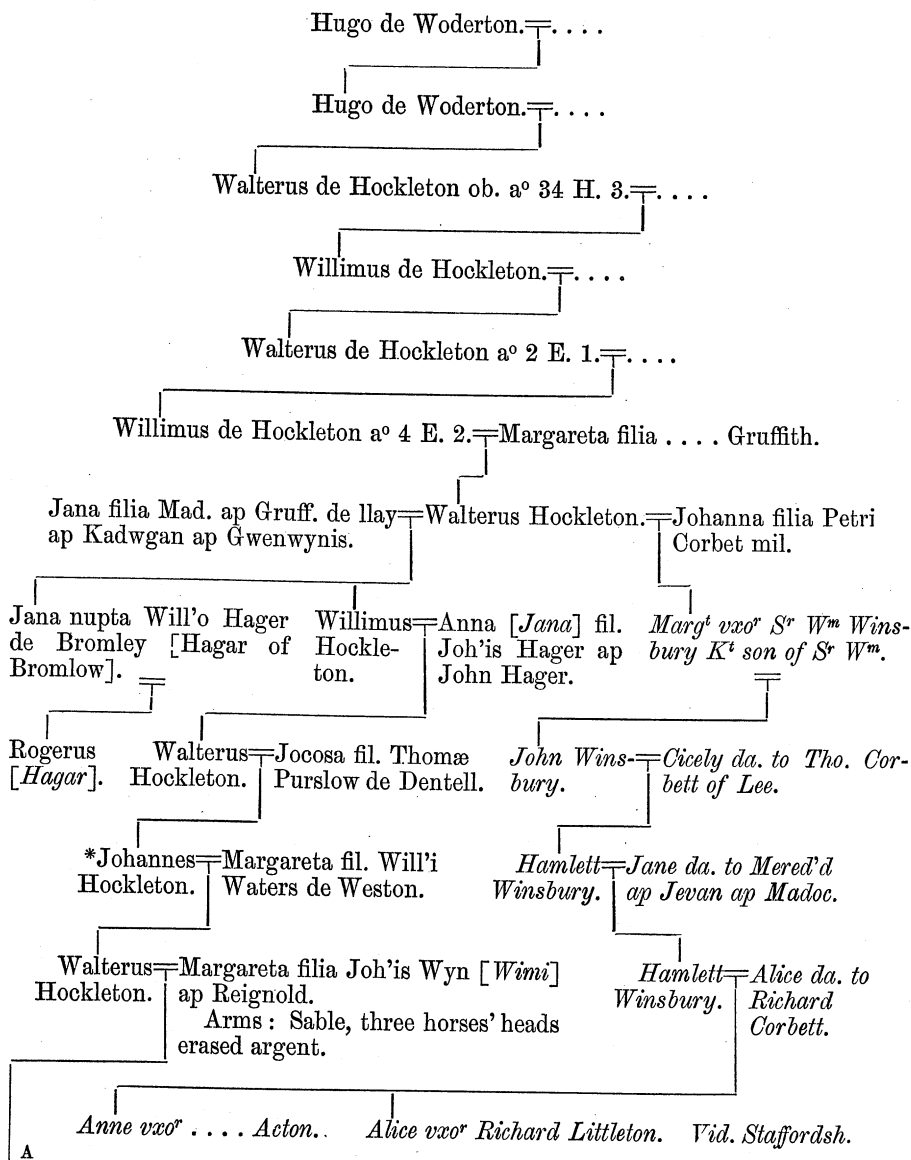 Hugo de Woderton.=. . . .
Hugo de Woderton.=. . . .
Walterus de Hockleton ob. aº 34 H. 3.=. . . .
Willimus de Hockleton.=. . . .
Walterus de Hockleton aº 2 E. 1.=. . . .
Willimus de Hockleton aº 4 E. 2.=Margareta filia . . . . Gruffith.
Jana filia Mad. ap Gruff. de llay=Walterus Hockleton.=Johanna filia Petri
ap Kadwgan ap Gwenwynis.
Corbet mil.
Jana nupta Will'o Hager
de Bromley [Hagar of
Bromlow].
Willimus=
Hockle-
ton.
Anna [Jana] fil.
Joh'is Hager ap
John Hager.
Margᵗ vxoʳ Sʳ Wᵐ Wins-
bury Kᵗ son of Sʳ Wᵐ.
Rogerus
[Hagar].
Walterus=
Hockleton.
Jocosa fil. Thomæ
Purslow de Dentell.
John Wins-=
bury.
Cicely da. to Tho. Cor-
bett of Lee.
*Johannes=
Hockleton.
Margareta fil. Will'i
Waters de Weston.
Hamlett=
Winsbury.
Jane da. to Mered'd
ap Jevan ap Madoc.
Walterus=
Hockleton.
Margareta filia Joh'is Wyn [Wimi]
ap Reignold.
Arms : Sable, three horses' heads
erased argent.
Hamlett=
Winsbury.
Alice da. to
Richard
Corbett.
Anne vxoʳ . . . . Acton. Alice vxoʳ Richard Littleton. Vid. Staffordsh.
A